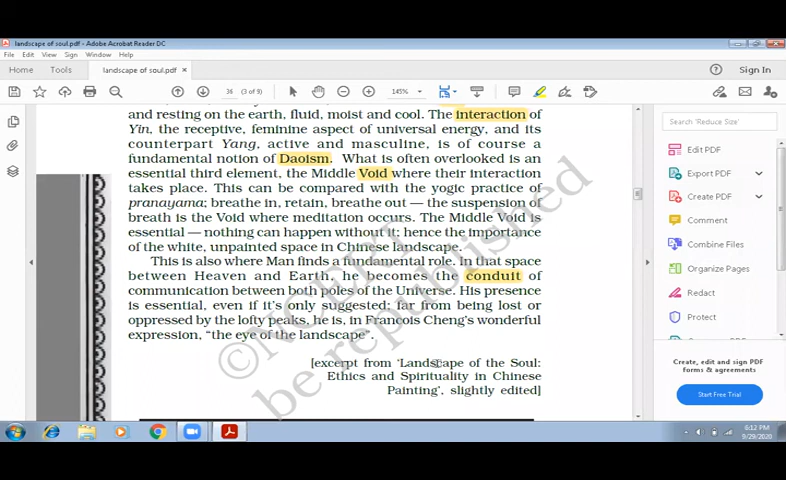 landscape of soul.pdf - Adobe Acrobat Reader DC
File Edit View Sign Window Help
Home Tools landscape of soul.pdf × Sign In
36 (3 of 9) 145%
and resting on the earth, fluid, moist and cool. The interaction of
Yin, the receptive, feminine aspect of universal energy, and its
counterpart Yang, active and masculine, is of course a
fundamental notion of Daoism. What is often overlooked is an
essential third element, the Middle Void where their interaction
takes place. This can be compared with the yogic practice of
pranayama; breathe in, retain, breathe out — the suspension of
breath is the Void where meditation occurs. The Middle Void is
essential — nothing can happen without it; hence the importance
of the white, unpainted space in Chinese landscape.
This is also where Man finds a fundamental role. In that space
between Heaven and Earth, he becomes the conduit of
communication between both poles of the Universe. His presence
is essential, even if it's only suggested; far from being lost or
oppressed by the lofty peaks, he is, in Francois Cheng's wonderful
expression, "the eye of the landscape".
[excerpt from 'Landscape of the Soul:
Ethics and Spirituality in Chinese
Painting', slightly edited]
© NCERT
be republished
Search 'Reduce Size'
Edit PDF
Export PDF
Create PDF
Comment
Combine Files
Organize Pages
Redact
Protect
Create, edit and sign PDF
forms & agreements
Start Free Trial
6:12 PM
9/29/2020